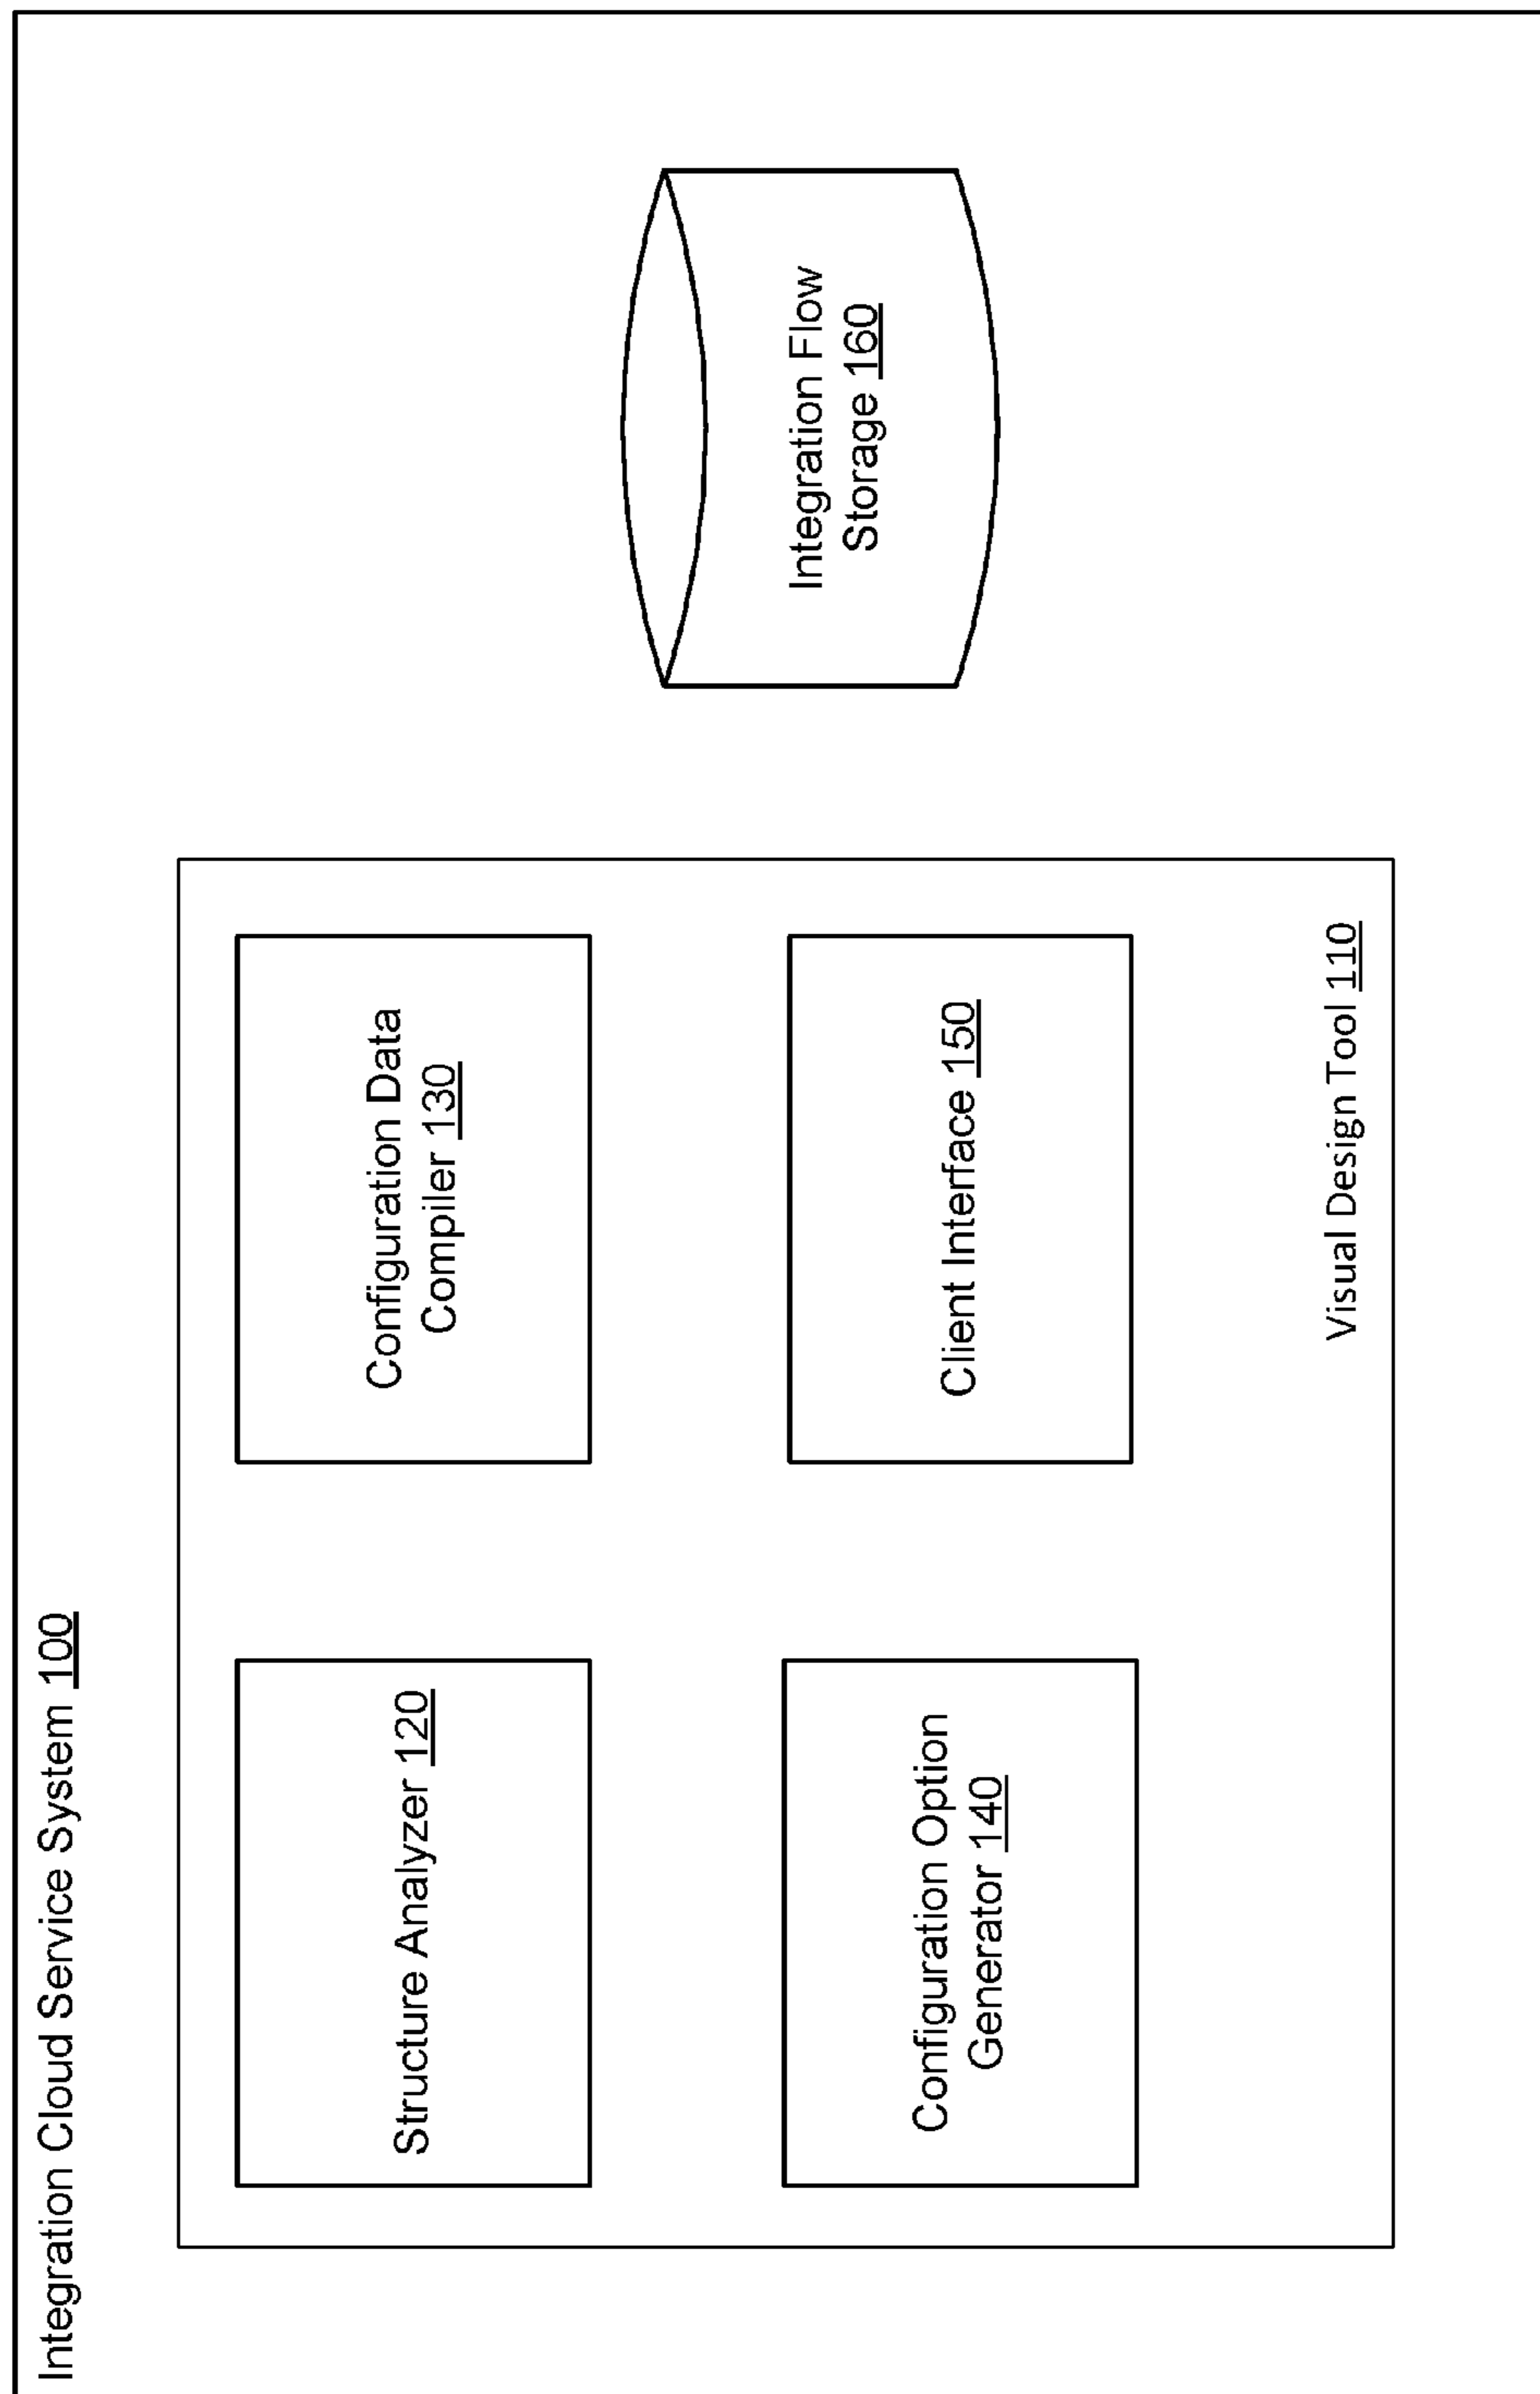 Integration Cloud Service System 100
Structure Analyzer 120
Configuration Data
Compiler 130
Configuration Option
Generator 140
Client Interface 150
Visual Design Tool 110
Integration Flow
Storage 160